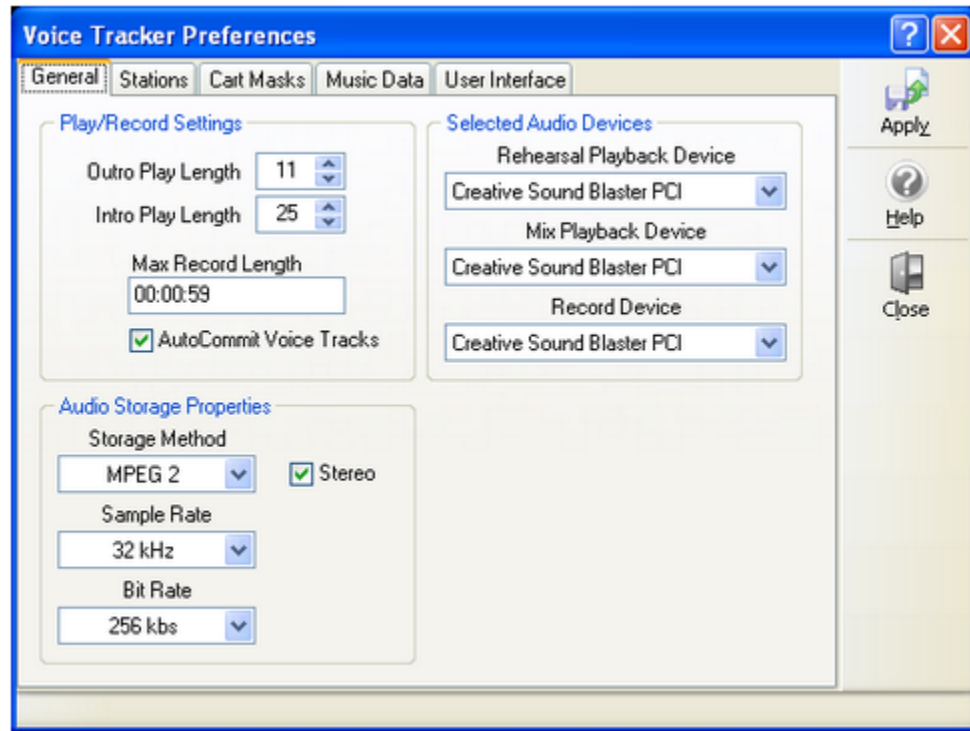 Voice Tracker Preferences
General
Stations
Cart Masks
Music Data
User Interface
Play/Record Settings
Outro Play Length 11
Intro Play Length 25
Max Record Length
00:00:59
AutoCommit Voice Tracks
Selected Audio Devices
Rehearsal Playback Device
Creative Sound Blaster PCI
Mix Playback Device
Creative Sound Blaster PCI
Record Device
Creative Sound Blaster PCI
Audio Storage Properties
Storage Method
MPEG 2
Stereo
Sample Rate
32 kHz
Bit Rate
256 kbs
Apply
Help
Close